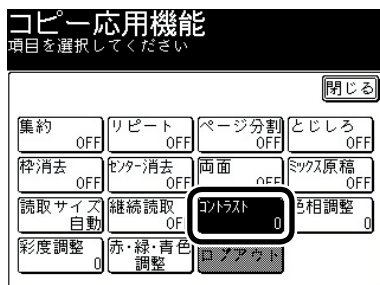 コピー応用機能
項目を選択してください
閉じる
集約
OFF
リピート
OFF
ページ分割
OFF
とじしろ
OFF
枠消去
OFF
センター消去
OFF
両面
OFF
ミックス原稿
OFF
読取サイズ
自動
継続読取
OFF
コントラスト
0
色相調整
0
彩度調整
0
赤・緑・青色
調整
ログアウト